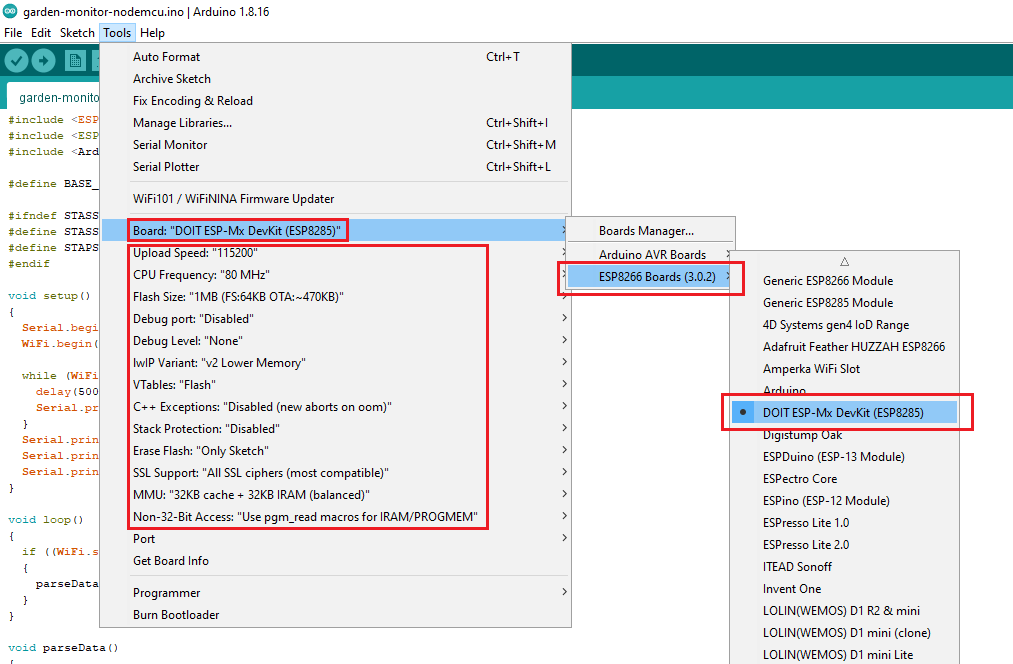 garden-monitor-nodemcu.ino | Arduino 1.8.16
File Edit Sketch Tools Help
Auto Format Ctrl+T
Archive Sketch
Fix Encoding & Reload
Manage Libraries... Ctrl+Shift+I
Serial Monitor Ctrl+Shift+M
Serial Plotter Ctrl+Shift+L
WiFi101 / WiFiNINA Firmware Updater
Board: "DOIT ESP-Mx DevKit (ESP8285)"
Upload Speed: "115200"
CPU Frequency: "80 MHz"
Flash Size: "1MB (FS:64KB OTA:~470KB)"
Debug port: "Disabled"
Debug Level: "None"
lwIP Variant: "v2 Lower Memory"
VTables: "Flash"
C++ Exceptions: "Disabled (new aborts on oom)"
Stack Protection: "Disabled"
Erase Flash: "Only Sketch"
SSL Support: "All SSL ciphers (most compatible)"
MMU: "32KB cache + 32KB IRAM (balanced)"
Non-32-Bit Access: "Use pgm_read macros for IRAM/PROGMEM"
Port
Get Board Info
Programmer
Burn Bootloader
Boards Manager...
Arduino AVR Boards
ESP8266 Boards (3.0.2)
Generic ESP8266 Module
Generic ESP8285 Module
4D Systems gen4 IoD Range
Adafruit Feather HUZZAH ESP8266
Amperka WiFi Slot
Arduino
DOIT ESP-Mx DevKit (ESP8285)
Digistump Oak
ESPDuino (ESP-13 Module)
ESPectro Core
ESPino (ESP-12 Module)
ESPresso Lite 1.0
ESPresso Lite 2.0
ITEAD Sonoff
Invent One
LOLIN(WEMOS) D1 R2 & mini
LOLIN(WEMOS) D1 mini (clone)
LOLIN(WEMOS) D1 mini Lite
garden-monito
#include <ESP
#include <ESP
#include <Ard
#define BASE_
#ifndef STASS
#define STASS
#define STAPS
#endif
void setup()
{
Serial.begi
WiFi.begin(
while (WiFi
delay(500
Serial.pr
}
Serial.prin
Serial.prin
Serial.prin
}
void loop()
{
if ((WiFi.s
{
parseData
}
}
void parseData()